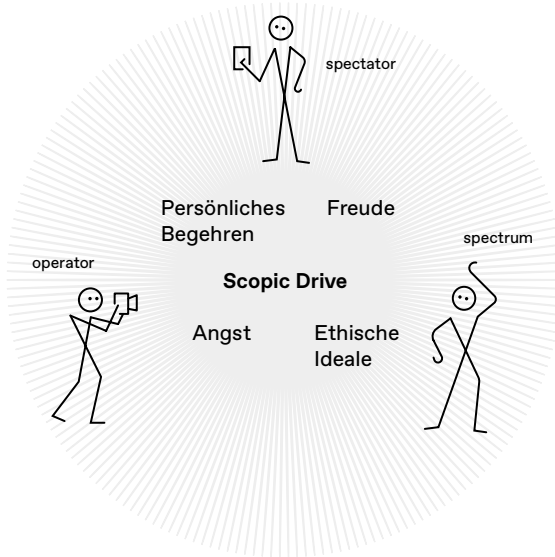 spectator
Persönliches Freude
Begehren
spectrum
operator
Scopic Drive
Angst Ethische
Ideale